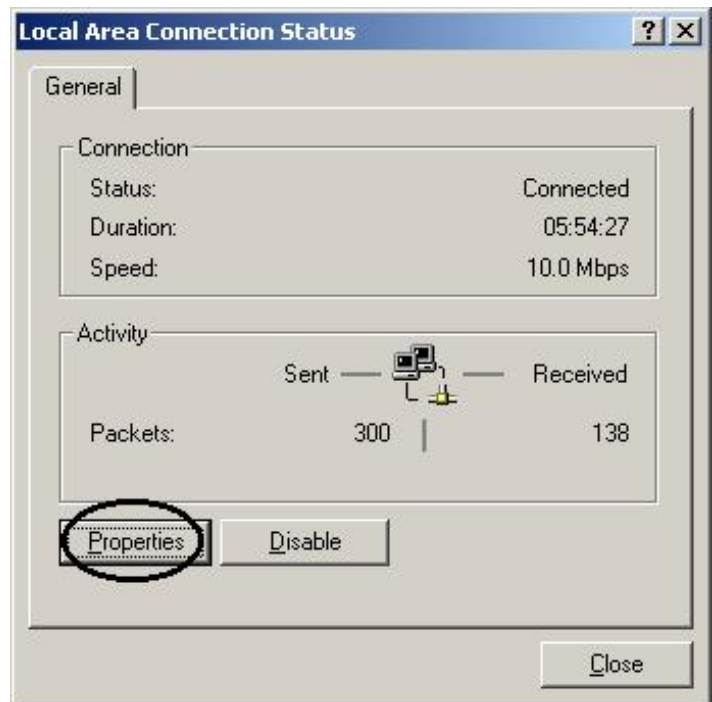 Local Area Connection Status
? X
General
Connection
Status: Connected
Duration: 05:54:27
Speed: 10.0 Mbps
Activity
Sent Received
Packets: 300 138
Properties Disable
Close